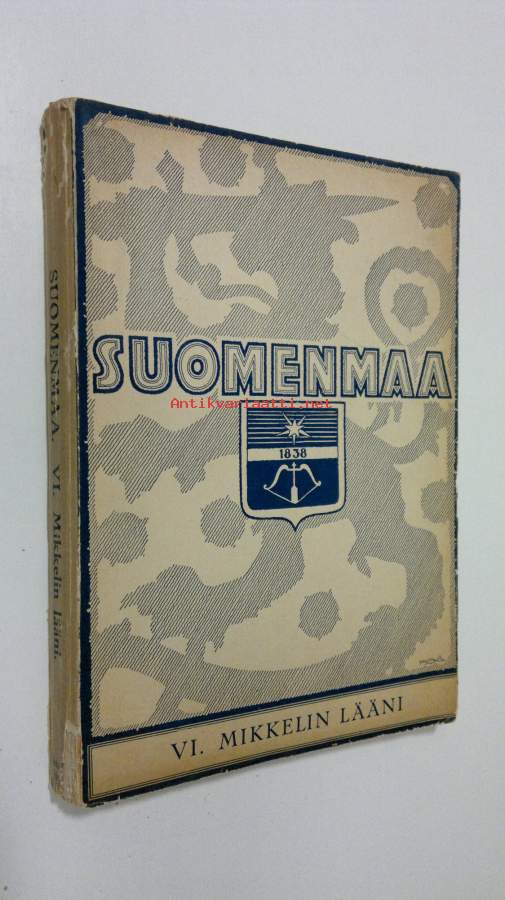 SUOMENMAA
Antikvariaatti.net
1838
VI. MIKKELIN LÄÄNI
SUOMENMAA. VI. Mikkelin lääni.